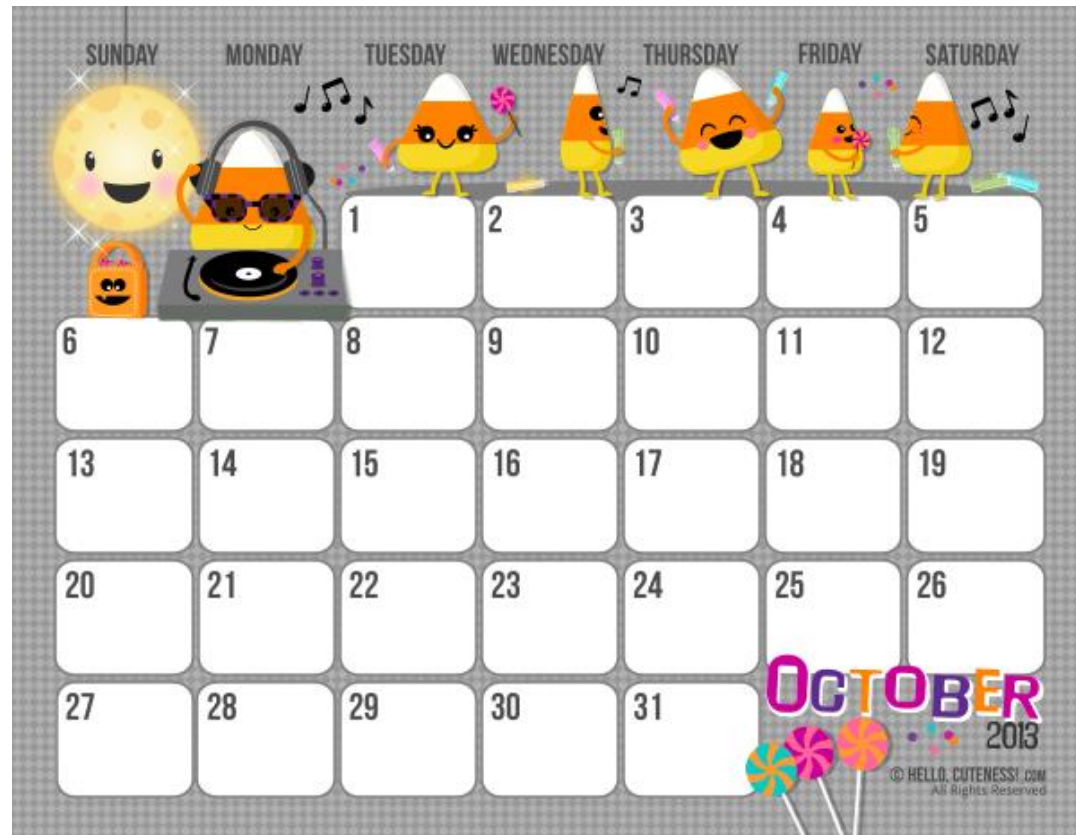 SUNDAY MONDAY TUESDAY WEDNESDAY THURSDAY FRIDAY SATURDAY
1 2 3 4 5
6 7 8 9 10 11 12
13 14 15 16 17 18 19
20 21 22 23 24 25 26
27 28 29 30 31
OCTOBER
2013
© HELLO, CUTENESS! .COM
All Rights Reserved